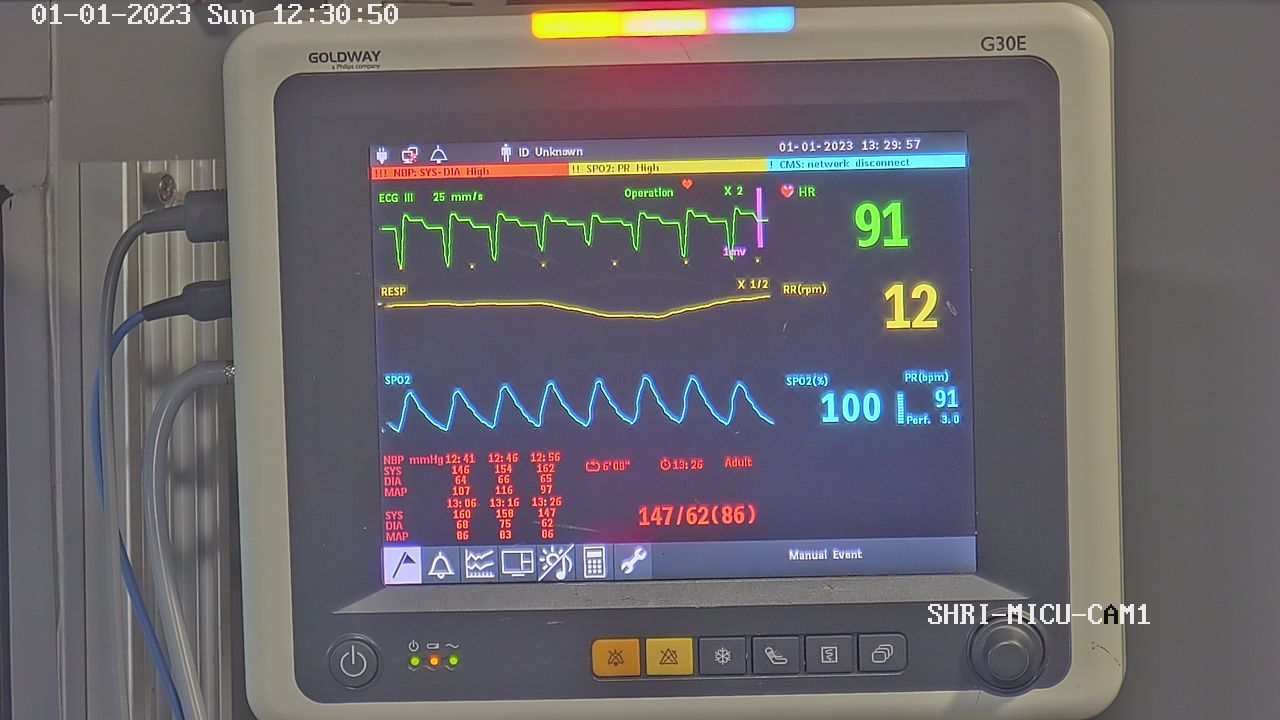 01-01-2023 Sun 12:30:50
GOLDWAY
a Philips company
G30E
ID Unknown
01-01-2023 13:29:57
!!! NBP: SYS-DIA High
!! SPO2: PR High
! CMS: network disconnect
ECG III 25 mm/s Operation X 2
HR
91
1mv
RESP X 1/2
RR(rpm)
12
SPO2
SPO2(%)
100
PR(bpm)
91
Perf. 3.0
NBP mmHg 12:41 12:46 12:56
SYS 146 154 162
DIA 64 66 65
MAP 107 116 97
6'08" 13:26 Adult
13:06 13:16 13:26
SYS 160 150 147
DIA 60 75 62
MAP 86 83 86
147/62(86)
Manual Event
SHRI-MICU-CAM1